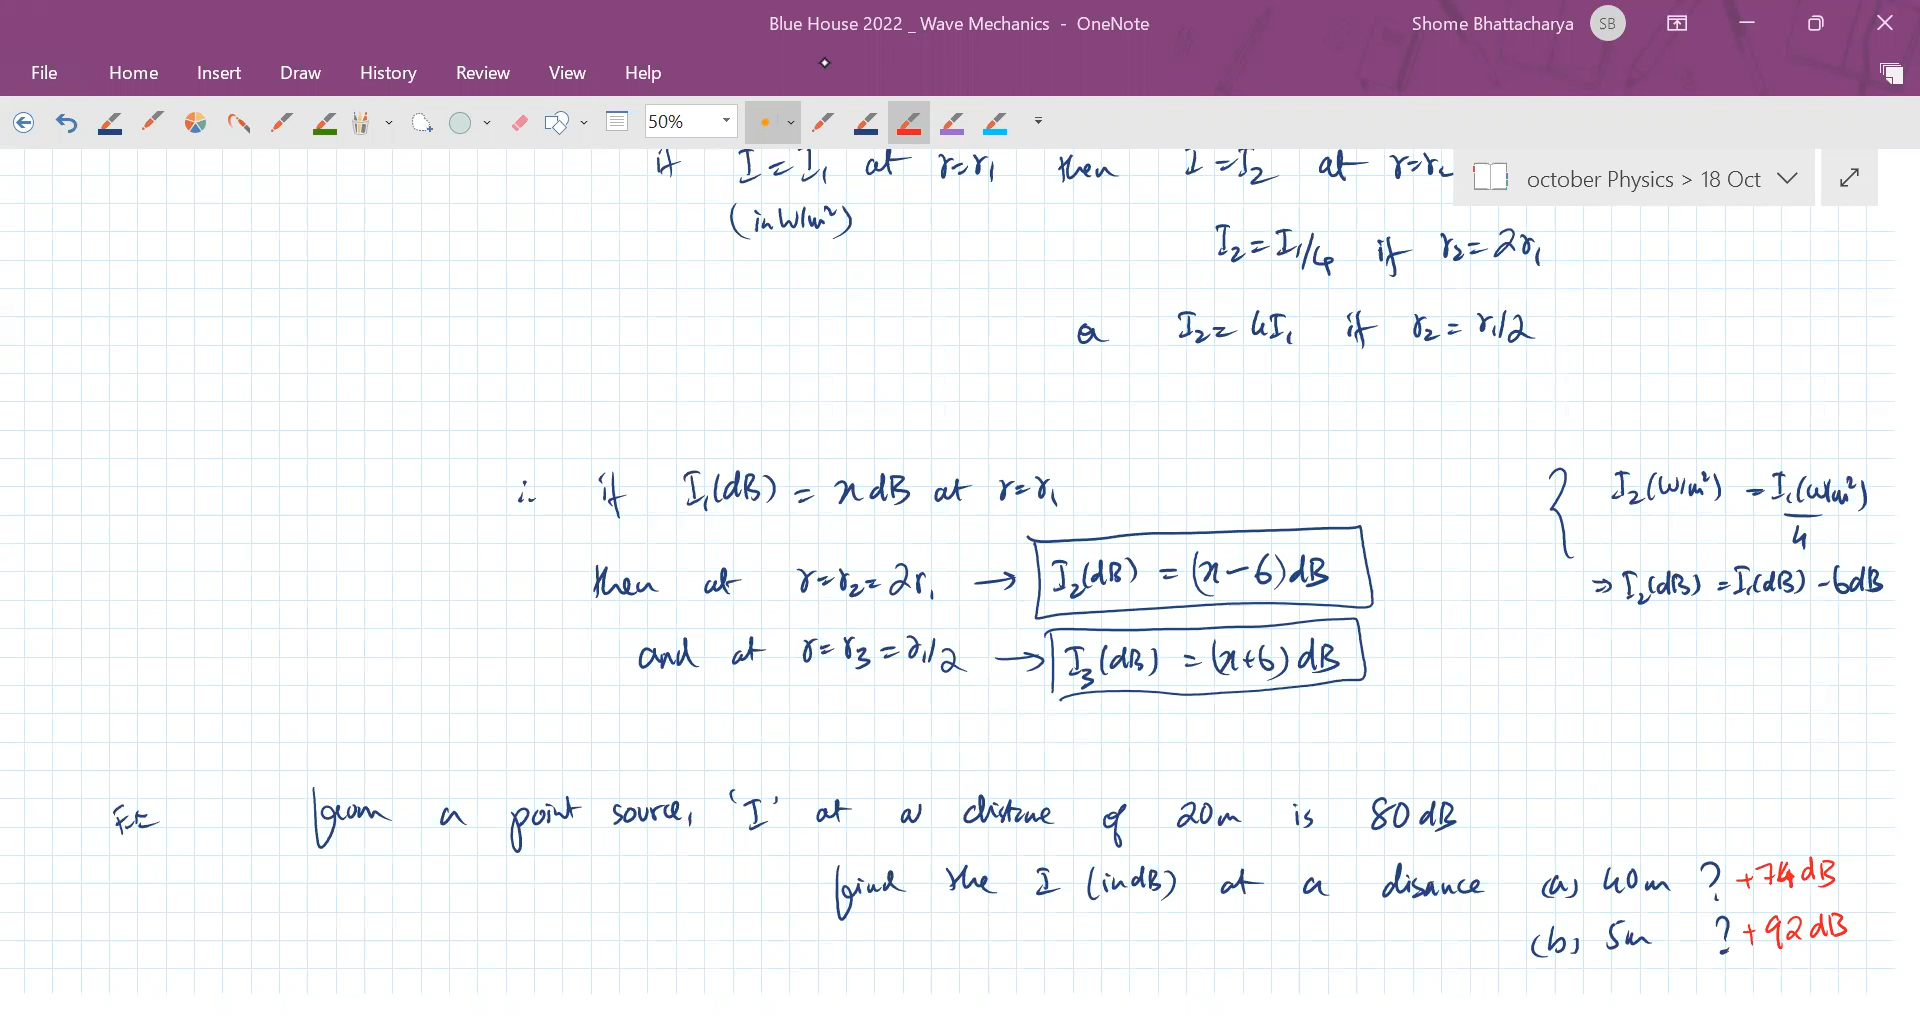 Blue House 2022 _ Wave Mechanics - OneNote
Shome Bhattacharya
SB
File Home Insert Draw History Review View Help
50%
october Physics > 18 Oct
if I = I₁ at r=r₁ then I = I₂ at r=r₂
(in W/m²)
I₂ = I₁/4 if r₂ = 2r₁
I₂ = 4I₁ if r₂ = r₁/2
∴ if I₁(dB) = x dB at r=r₁
then at r=r₂=2r₁ → I₂(dB) = (x-6)dB
and at r=r₃=r₁/2 → I₃(dB) = (x+6)dB
{ I₂(W/m²) = I₁(W/m²)
4
⇒ I₂(dB) = I₁(dB) -6dB
from a point source, 'I' at a distane of 20m is 80 dB
find the I (in dB) at a disance (a) 40m ? +74 dB
(b) 5m ? +92 dB